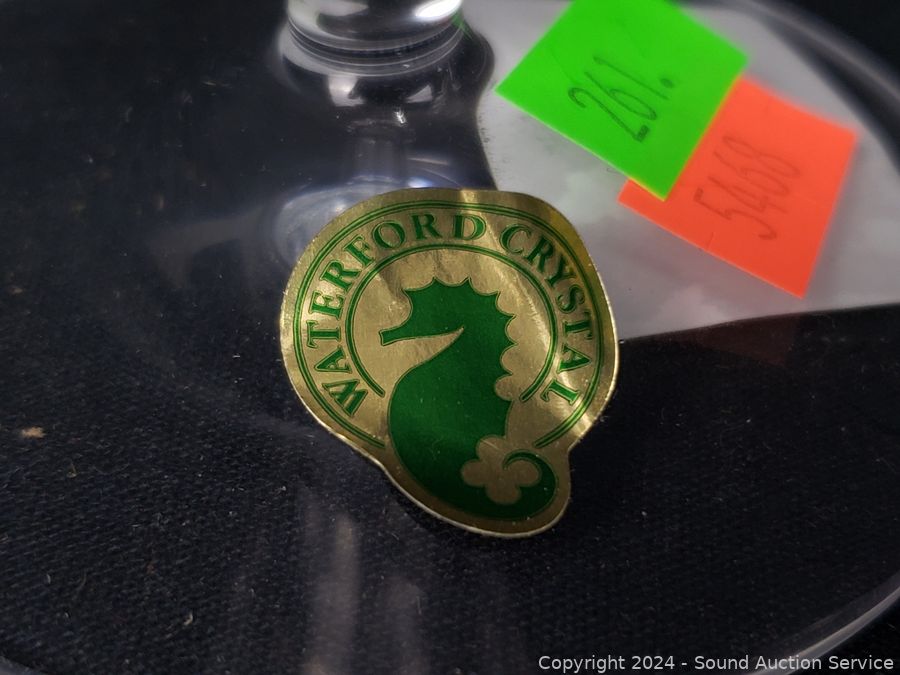 261.
5468
WATERFORD CRYSTAL
Copyright 2024 - Sound Auction Service